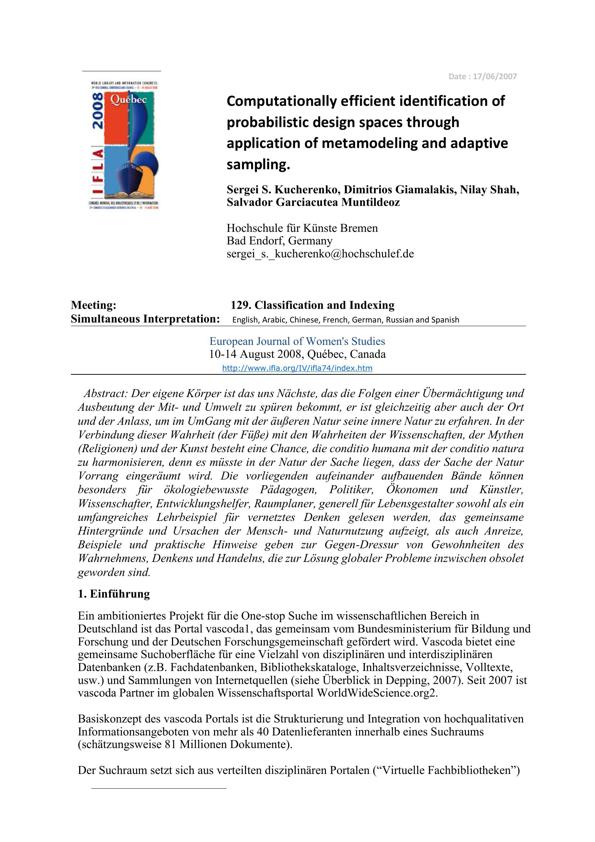 Date : 17/06/2007
WORLD LIBRARY AND INFORMATION CONGRESS:
IFLA 2008
Québec
Computationally efficient identification of
probabilistic design spaces through
application of metamodeling and adaptive
sampling.
Sergei S. Kucherenko, Dimitrios Giamalakis, Nilay Shah,
Salvador Garciacutea Muntildeoz
Hochschule für Künste Bremen
Bad Endorf, Germany
sergei_s._kucherenko@hochschulef.de
Meeting: 129. Classification and Indexing
Simultaneous Interpretation: English, Arabic, Chinese, French, German, Russian and Spanish
European Journal of Women's Studies
10-14 August 2008, Québec, Canada
http://www.ifla.org/IV/ifla74/index.htm
Abstract: Der eigene Körper ist das uns Nächste, das die Folgen einer Übermächtigung und
Ausbeutung der Mit- und Umwelt zu spüren bekommt, er ist gleichzeitig aber auch der Ort
und der Anlass, um im UmGang mit der äußeren Natur seine innere Natur zu erfahren. In der
Verbindung dieser Wahrheit (der Füße) mit den Wahrheiten der Wissenschaften, der Mythen
(Religionen) und der Kunst besteht eine Chance, die conditio humana mit der conditio natura
zu harmonisieren, denn es müsste in der Natur der Sache liegen, dass der Sache der Natur
Vorrang eingeräumt wird. Die vorliegenden aufeinander aufbauenden Bände können
besonders für ökologiebewusste Pädagogen, Politiker, Ökonomen und Künstler,
Wissenschafter, Entwicklungshelfer, Raumplaner, generell für Lebensgestalter sowohl als ein
umfangreiches Lehrbeispiel für vernetztes Denken gelesen werden, das gemeinsame
Hintergründe und Ursachen der Mensch- und Naturnutzung aufzeigt, als auch Anreize,
Beispiele und praktische Hinweise geben zur Gegen-Dressur von Gewohnheiten des
Wahrnehmens, Denkens und Handelns, die zur Lösung globaler Probleme inzwischen obsolet
geworden sind.
1. Einführung
Ein ambitioniertes Projekt für die One-stop Suche im wissenschaftlichen Bereich in
Deutschland ist das Portal vascoda1, das gemeinsam vom Bundesministerium für Bildung und
Forschung und der Deutschen Forschungsgemeinschaft gefördert wird. Vascoda bietet eine
gemeinsame Suchoberfläche für eine Vielzahl von disziplinären und interdisziplinären
Datenbanken (z.B. Fachdatenbanken, Bibliothekskataloge, Inhaltsverzeichnisse, Volltexte,
usw.) und Sammlungen von Internetquellen (siehe Überblick in Depping, 2007). Seit 2007 ist
vascoda Partner im globalen Wissenschaftsportal WorldWideScience.org2.
Basiskonzept des vascoda Portals ist die Strukturierung und Integration von hochqualitativen
Informationsangeboten von mehr als 40 Datenlieferanten innerhalb eines Suchraums
(schätzungsweise 81 Millionen Dokumente).
Der Suchraum setzt sich aus verteilten disziplinären Portalen (“Virtuelle Fachbibliotheken”)